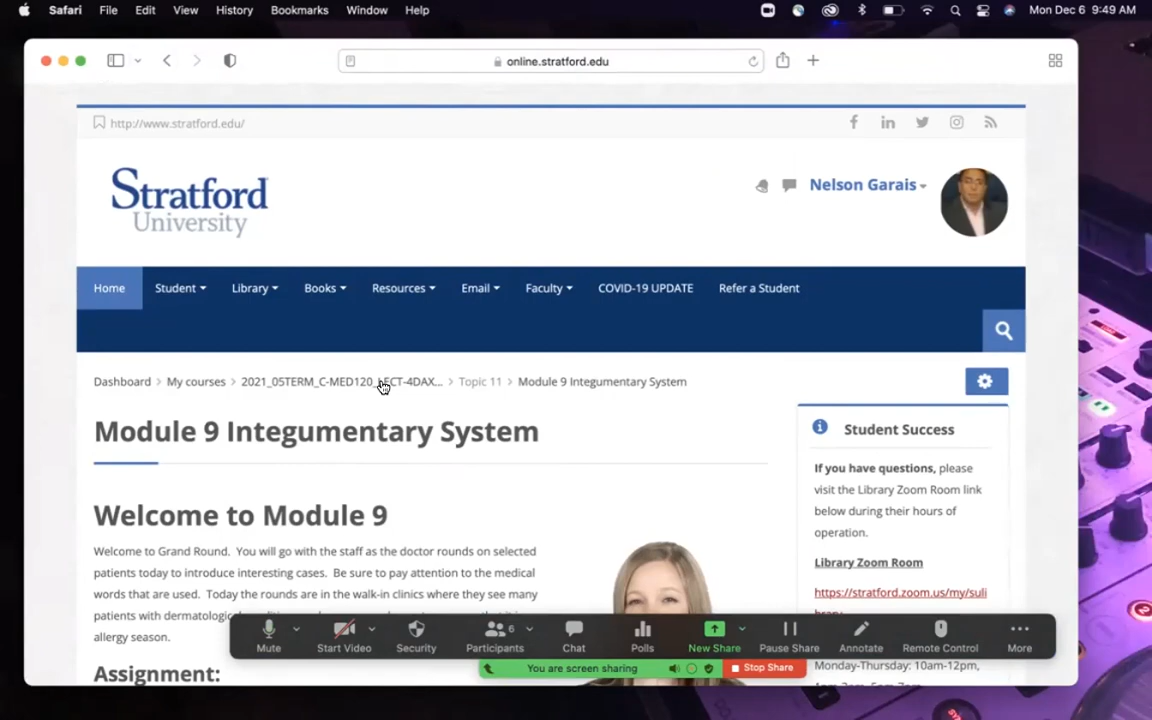 Safari File Edit View History Bookmarks Window Help Mon Dec 6 9:49 AM
online.stratford.edu
http://www.stratford.edu/
Stratford
University
Nelson Garais
Home Student Library Books Resources Email Faculty COVID-19 UPDATE Refer a Student
Dashboard > My courses > 2021_05TERM_C-MED120_LECT-4DAX... > Topic 11 > Module 9 Integumentary System
Module 9 Integumentary System
Welcome to Module 9
Welcome to Grand Round. You will go with the staff as the doctor rounds on selected
patients today to introduce interesting cases. Be sure to pay attention to the medical
words that are used. Today the rounds are in the walk-in clinics where they see many
patients with
allergy season.
Assignment:
Student Success
If you have questions, please
visit the Library Zoom Room link
below during their hours of
operation.
Library Zoom Room
https://stratford.zoom.us/my/suli
Monday-Thursday: 10am-12pm,
Mute Start Video Security Participants 6 Chat Polls New Share Pause Share Annotate Remote Control More
You are screen sharing Stop Share